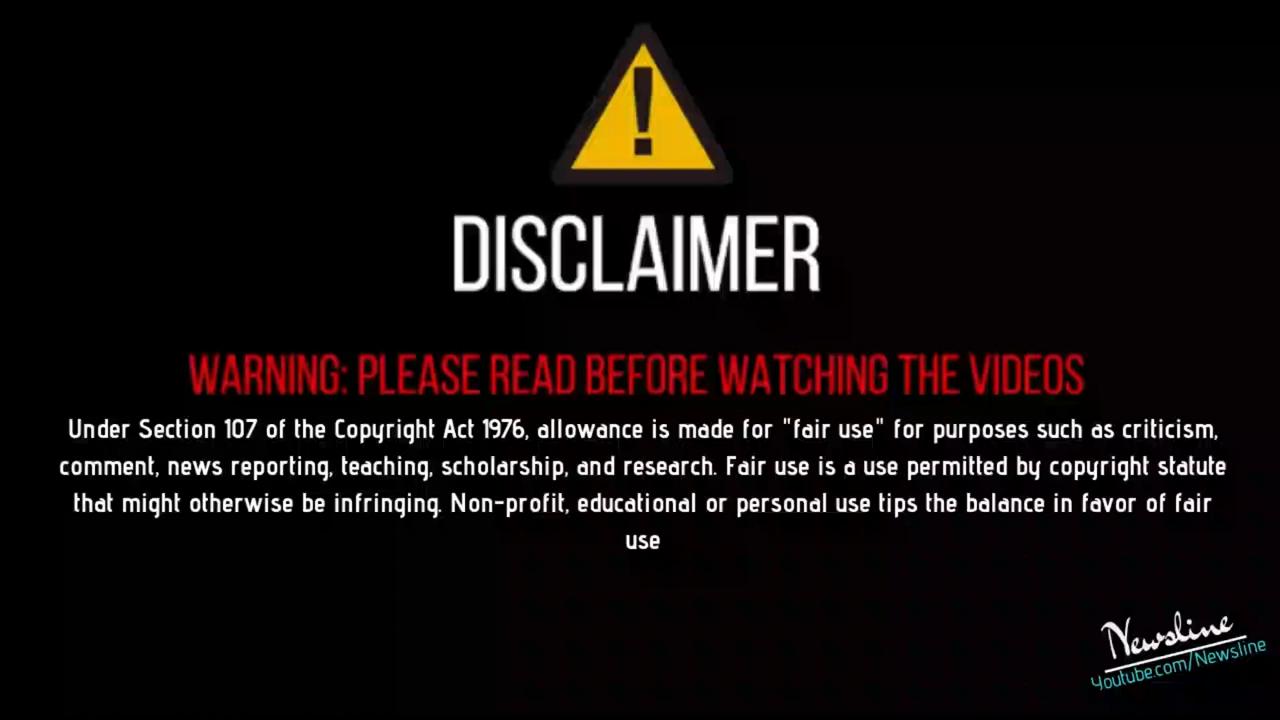 DISCLAIMER
WARNING: PLEASE READ BEFORE WATCHING THE VIDEOS
Under Section 107 of the Copyright Act 1976, allowance is made for "fair use" for purposes such as criticism,
comment, news reporting, teaching, scholarship, and research. Fair use is a use permitted by copyright statute
that might otherwise be infringing. Non-profit, educational or personal use tips the balance in favor of fair
use
Newsline
Youtube.com/Newsline